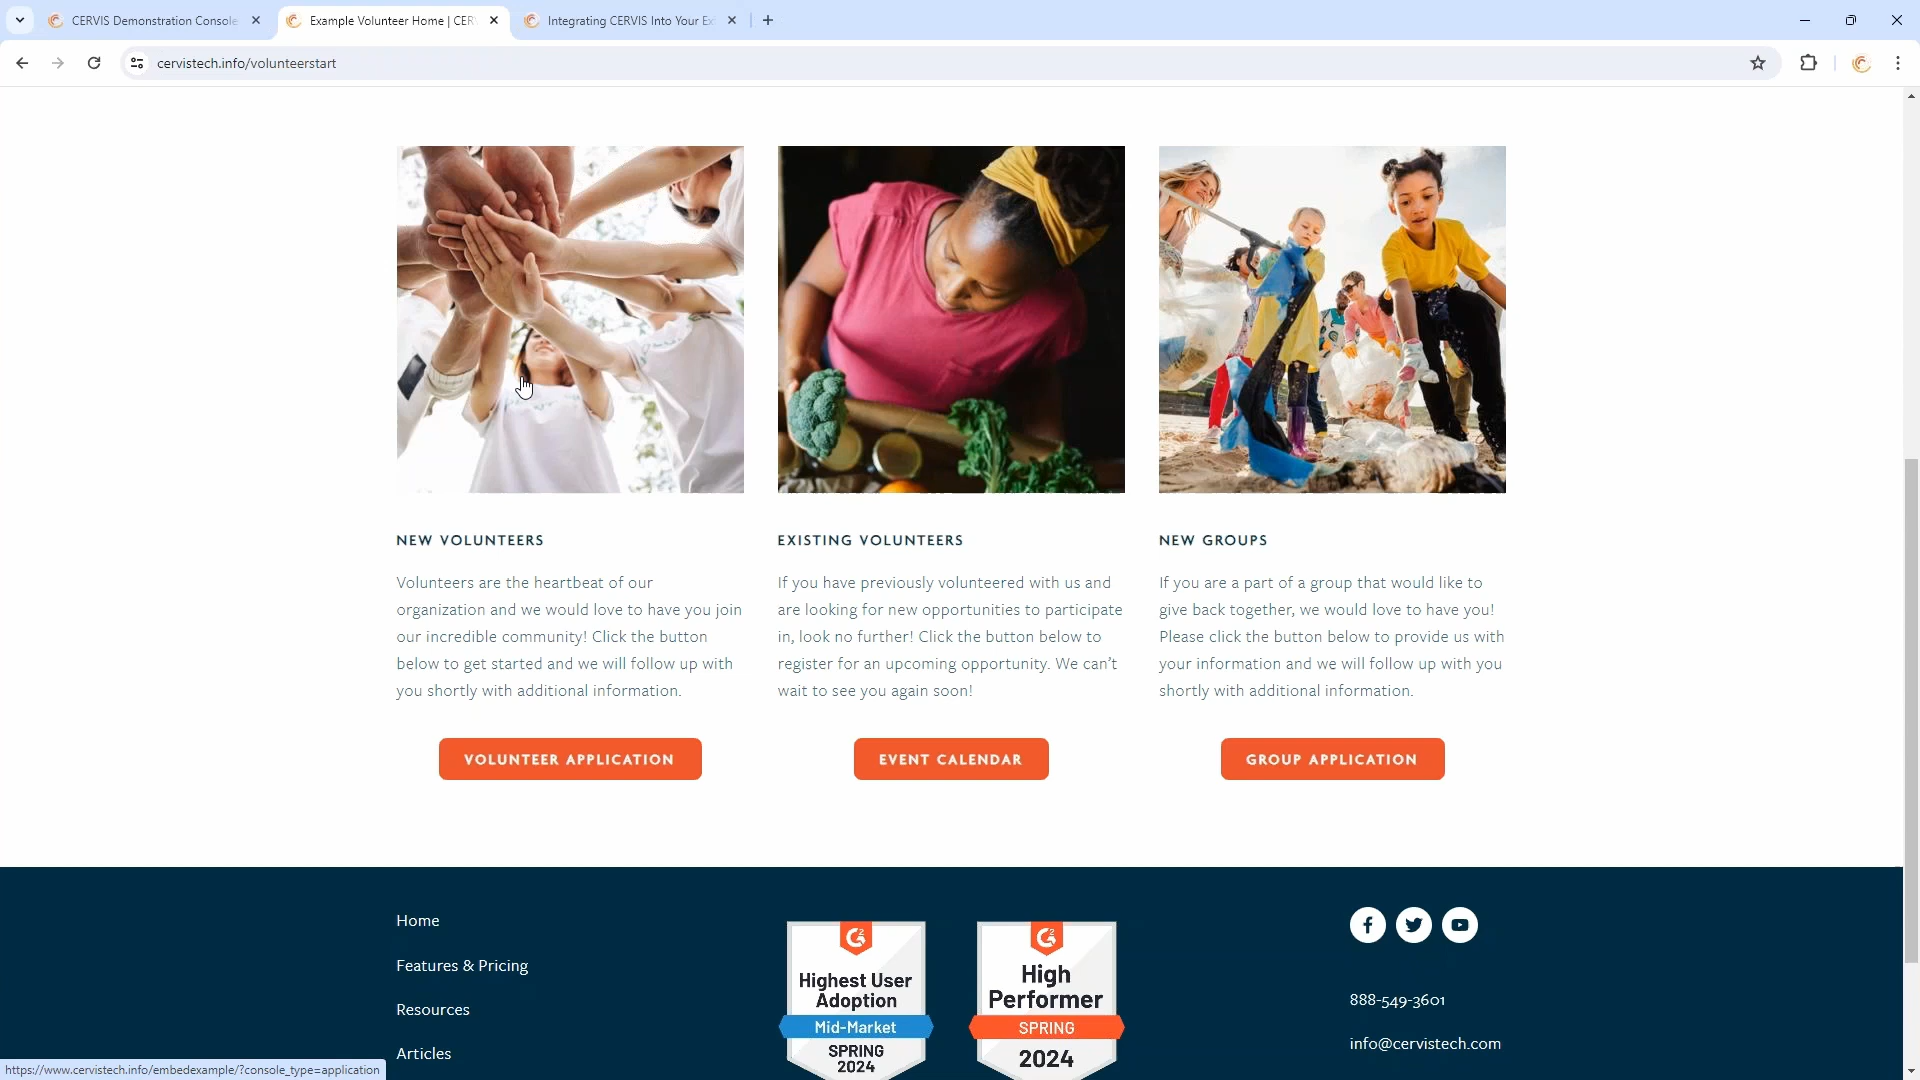 CERVIS Demonstration Console
Example Volunteer Home | CER
Integrating CERVIS Into Your Ex
cervistech.info/volunteerstart
NEW VOLUNTEERS
Volunteers are the heartbeat of our
organization and we would love to have you join
our incredible community! Click the button
below to get started and we will follow up with
you shortly with additional information.
VOLUNTEER APPLICATION
EXISTING VOLUNTEERS
If you have previously volunteered with us and
are looking for new opportunities to participate
in, look no further! Click the button below to
register for an upcoming opportunity. We can't
wait to see you again soon!
EVENT CALENDAR
NEW GROUPS
If you are a part of a group that would like to
give back together, we would love to have you!
Please click the button below to provide us with
your information and we will follow up with you
shortly with additional information.
GROUP APPLICATION
Home
Features & Pricing
Resources
Articles
Highest User
Adoption
Mid-Market
SPRING
2024
High
Performer
SPRING
2024
888-549-3601
info@cervistech.com
https://www.cervistech.info/embedexample/?console_type=application